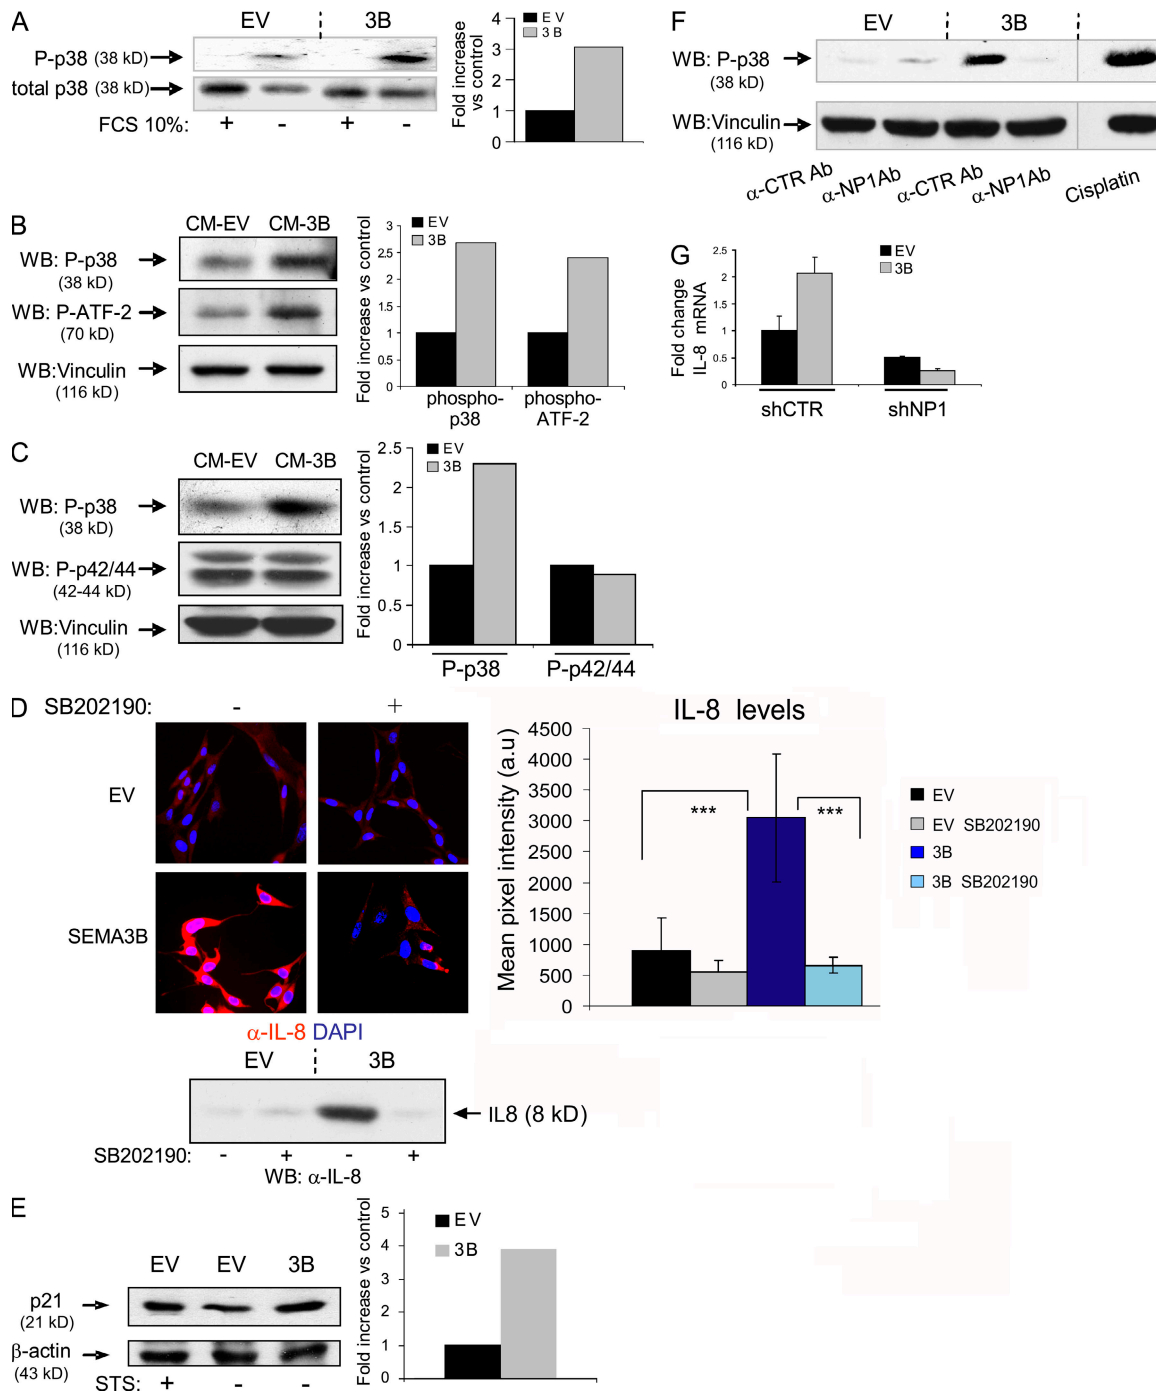 A
EV 3B
P-p38 (38 kD)
total p38 (38 kD)
FCS 10%: + - + -
Fold increase
vs control
4
3
2
1
0
EV
3B
B
CM-EV CM-3B
WB: P-p38
(38 kD)
WB: P-ATF-2
(70 kD)
WB:Vinculin
(116 kD)
Fold increase vs control
3
2.5
2
1.5
1
0.5
0
EV
3B
phospho-
p38
phospho-
ATF-2
C
CM-EV CM-3B
WB: P-p38
(38 kD)
WB: P-p42/44
(42-44 kD)
WB:Vinculin
(116 kD)
Fold increase vs control
2.5
2
1.5
1
0.5
0
EV
3B
P-p38 P-p42/44
D
SB202190: - +
EV
SEMA3B
α-IL-8 DAPI
IL-8 levels
Mean pixel intensity (a.u)
4500
4000
3500
3000
2500
2000
1500
1000
500
0
*** ***
EV
EV SB202190
3B
3B SB202190
EV 3B
IL8 (8 kD)
SB202190: - + - +
WB: α-IL-8
E
EV EV 3B
p21
(21 kD)
β-actin
(43 kD)
STS: + - -
Fold increase vs control
5
4
3
2
1
0
EV
3B
F
EV 3B
WB: P-p38
(38 kD)
WB:Vinculin
(116 kD)
α-CTR Ab α-NP1Ab α-CTR Ab α-NP1Ab Cisplatin
G
Fold change
IL-8 mRNA
2.5
2
1.5
1
0.5
0
EV
3B
shCTR shNP1